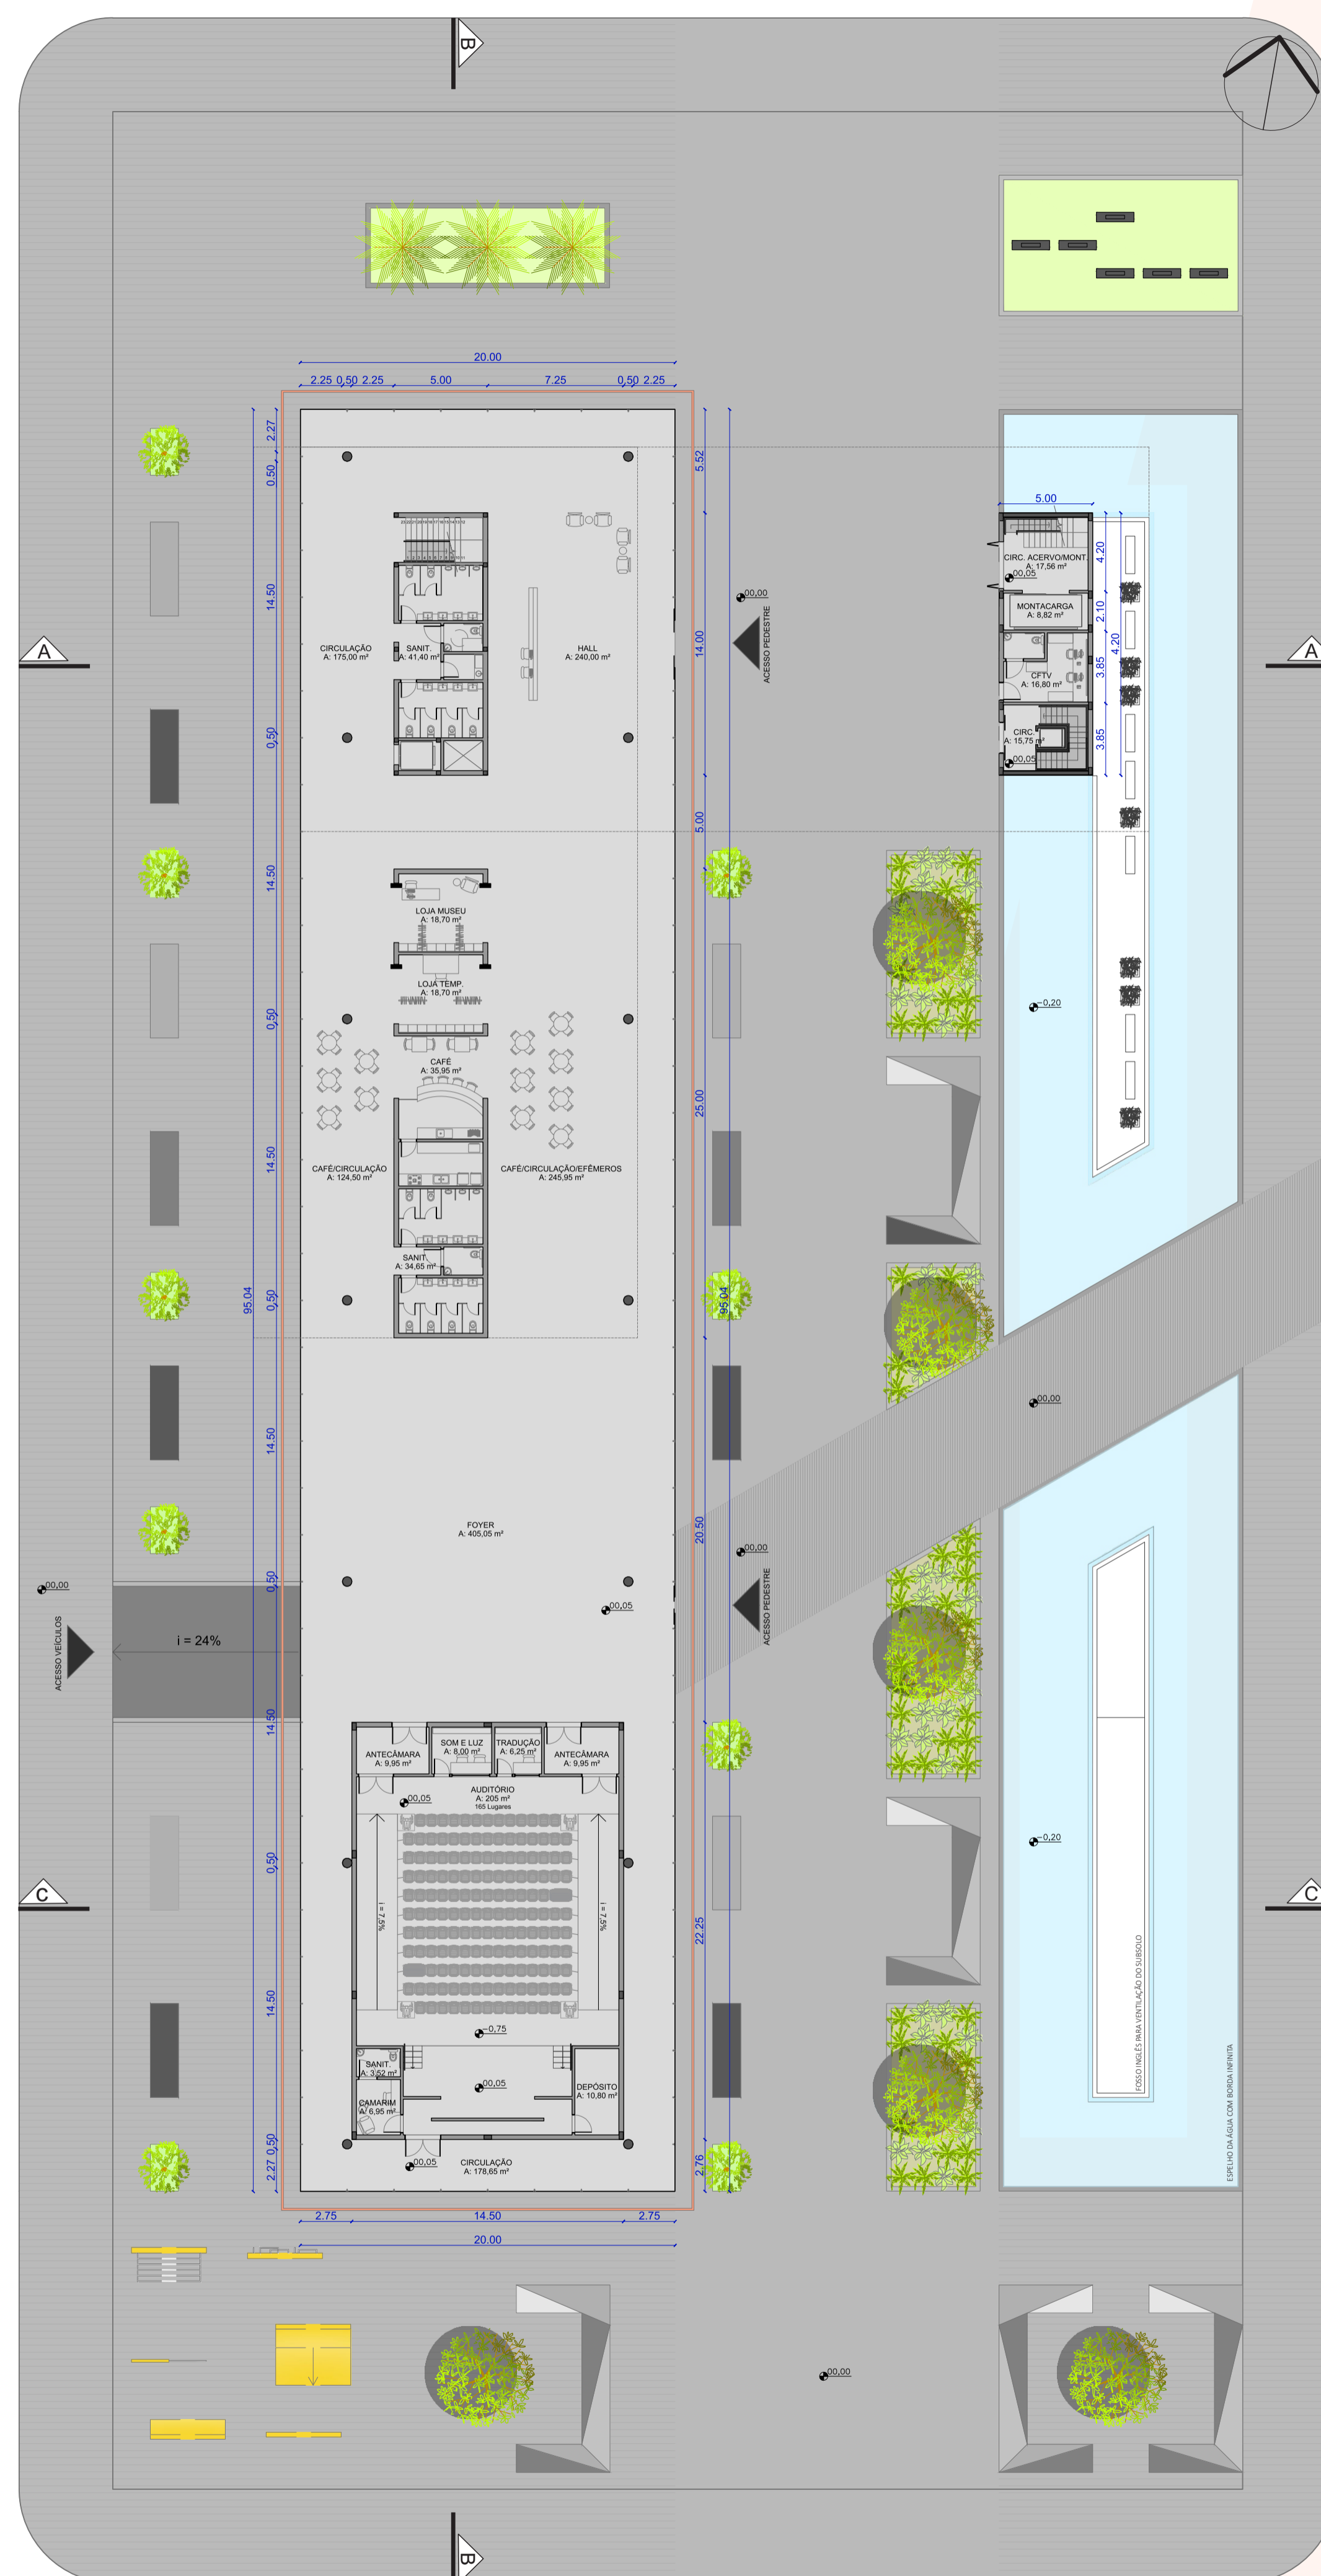 B
20.00
2.25 0,50 2.25 5.00 7.25 0,50 2.25
2.27
0.50
5.52
5.00
CIRC. ACERVO/MONT.
A: 17,56 m²
00,05
4.20
MONTACARGA
A: 8,82 m²
2.10
4.20
CFTV
A: 16,80 m²
3.85
CIRC.
A: 15,75 m²
3.85
00,05
14.50
00,00
ACESSO PEDESTRE
14.00
A
A
CIRCULAÇÃO
A: 175,00 m²
SANIT.
A: 41,40 m²
HALL
A: 240,00 m²
0.50
5.00
14.50
LOJA MUSEU
A: 18,70 m²
LOJA TEMP.
A: 18,70 m²
-0,20
0.50
CAFÉ
A: 35,95 m²
25.00
14.50
CAFÉ/CIRCULAÇÃO
A: 124,50 m²
CAFÉ/CIRCULAÇÃO/EFÊMEROS
A: 245,95 m²
SANIT.
A: 34,65 m²
95.04
0.50
95.04
00,00
14.50
FOYER
A: 405,05 m²
20.50
00,00
0.50
00,00
00,05
ACESSO PEDESTRE
ACESSO VEÍCULOS
i = 24%
14.50
ANTECÂMARA
A: 9,95 m²
SOM E LUZ
A: 8,00 m²
TRADUÇÃO
A: 6,25 m²
ANTECÂMARA
A: 9,95 m²
AUDITÓRIO
A: 205 m²
165 Lugares
00,05
-0,20
0.50
C
C
i = 7,5%
i = 7,5%
22.25
14.50
-0,75
FOSSO INGLÊS PARA VENTILAÇÃO DO SUBSOLO
ESPELHO DA ÁGUA COM BORDA INFINITA
SANIT.
A: 3,52 m²
CAMARIM
A: 6,95 m²
00,05
DEPÓSITO
A: 10,80 m²
0.50
2.27
2.76
CIRCULAÇÃO
A: 178,65 m²
00,05
2.75 14.50 2.75
20.00
00,00
B